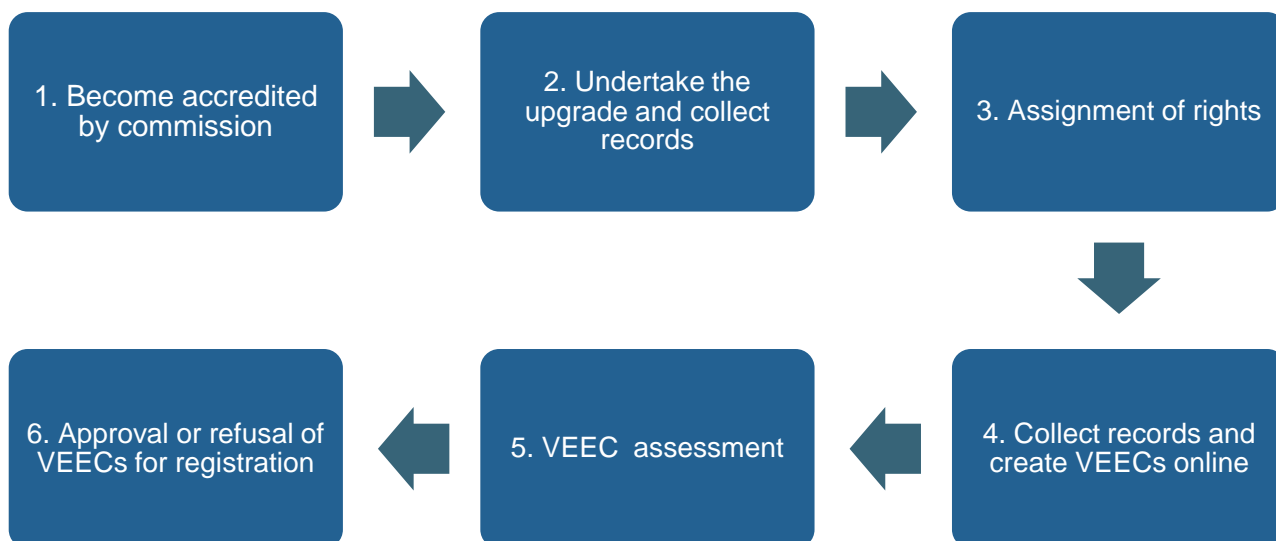 1. Become accredited
by commission
2. Undertake the
upgrade and collect
records
3. Assignment of rights
4. Collect records and
create VEECs online
5. VEEC  assessment
6. Approval or refusal of
VEECs for registration